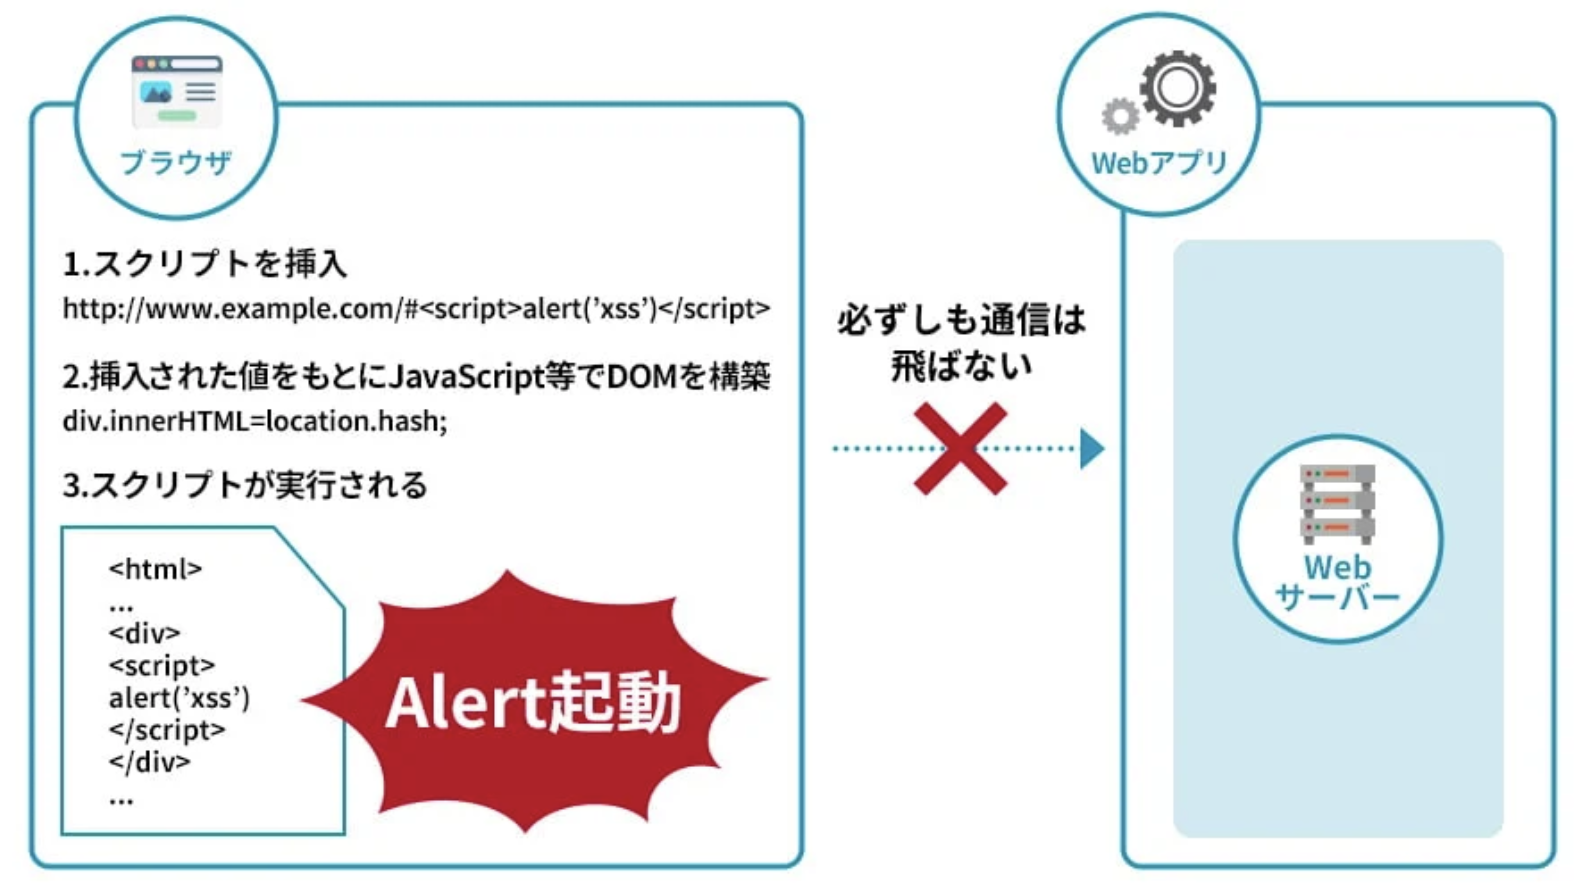 ブラウザ
1.スクリプトを挿入
http://www.example.com/#<script>alert(’xss’)</script>
2.挿入された値をもとにJavaScript等でDOMを構築
div.innerHTML=location.hash;
3.スクリプトが実行される
<html>
...
<div>
<script>
alert(’xss’)
</script>
</div>
...
Alert起動
必ずしも通信は
飛ばない
Webアプリ
Web
サーバー